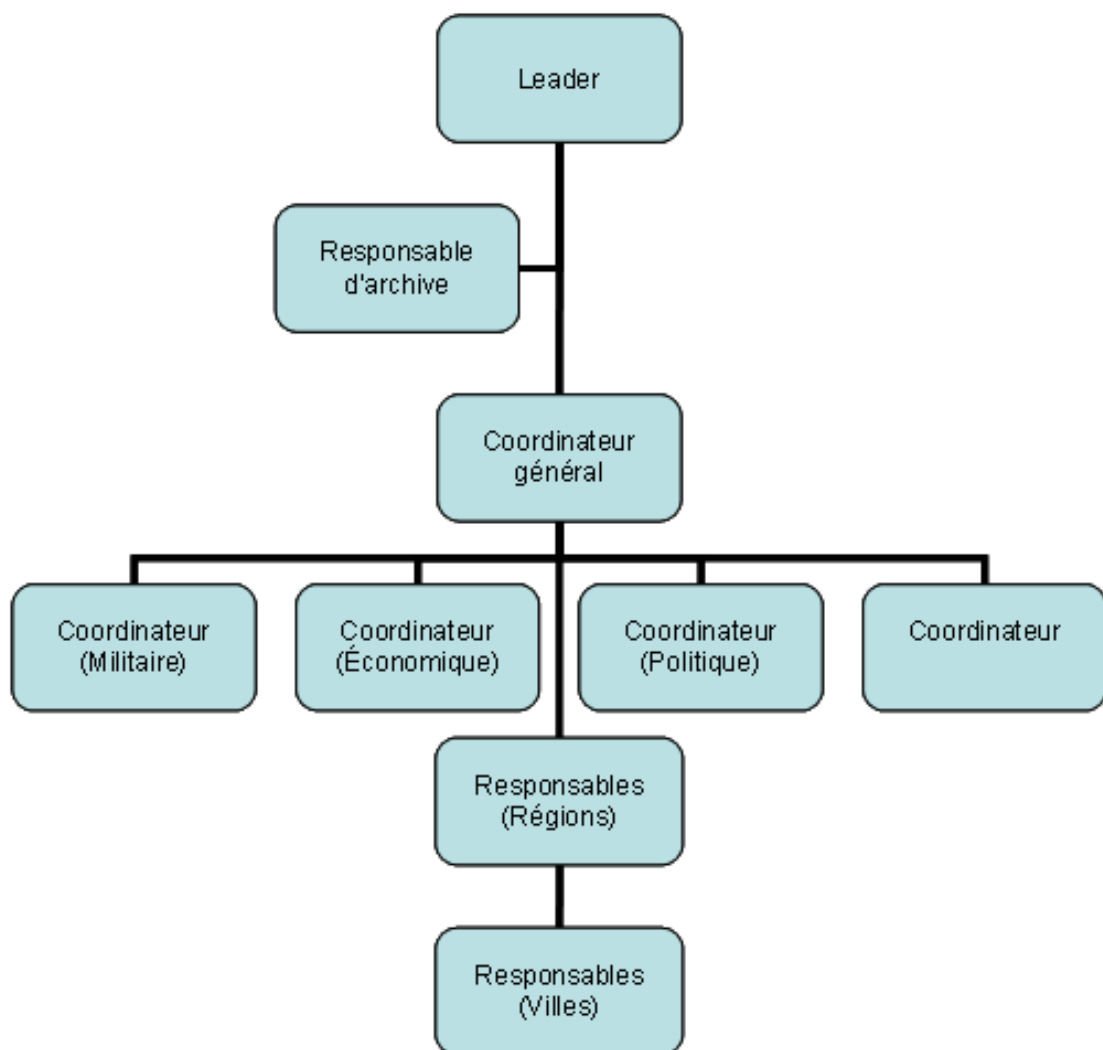 Leader
Responsable
d'archive
Coordinateur
général
Coordinateur
(Militaire)
Coordinateur
(Économique)
Coordinateur
(Politique)
Coordinateur
Responsables
(Régions)
Responsables
(Villes)